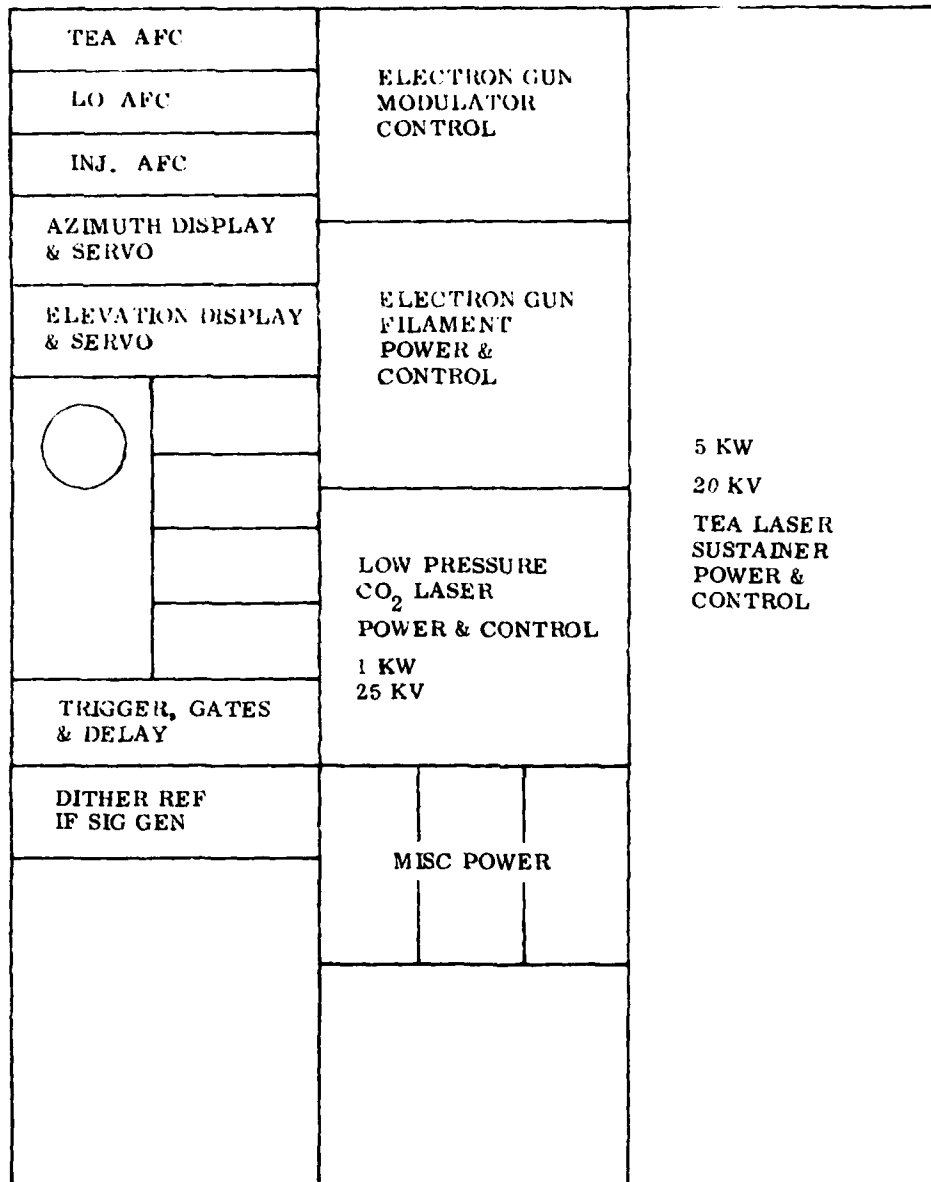 TEA AFC
LO AFC
INJ. AFC
AZIMUTH DISPLAY
& SERVO
ELEVATION DISPLAY
& SERVO
TRIGGER, GATES
& DELAY
DITHER REF
IF SIG GEN
ELECTRON GUN
MODULATOR
CONTROL
ELECTRON GUN
FILAMENT
POWER &
CONTROL
LOW PRESSURE
CO₂ LASER
POWER & CONTROL
1 KW
25 KV
MISC POWER
5 KW
20 KV
TEA LASER
SUSTAINER
POWER &
CONTROL